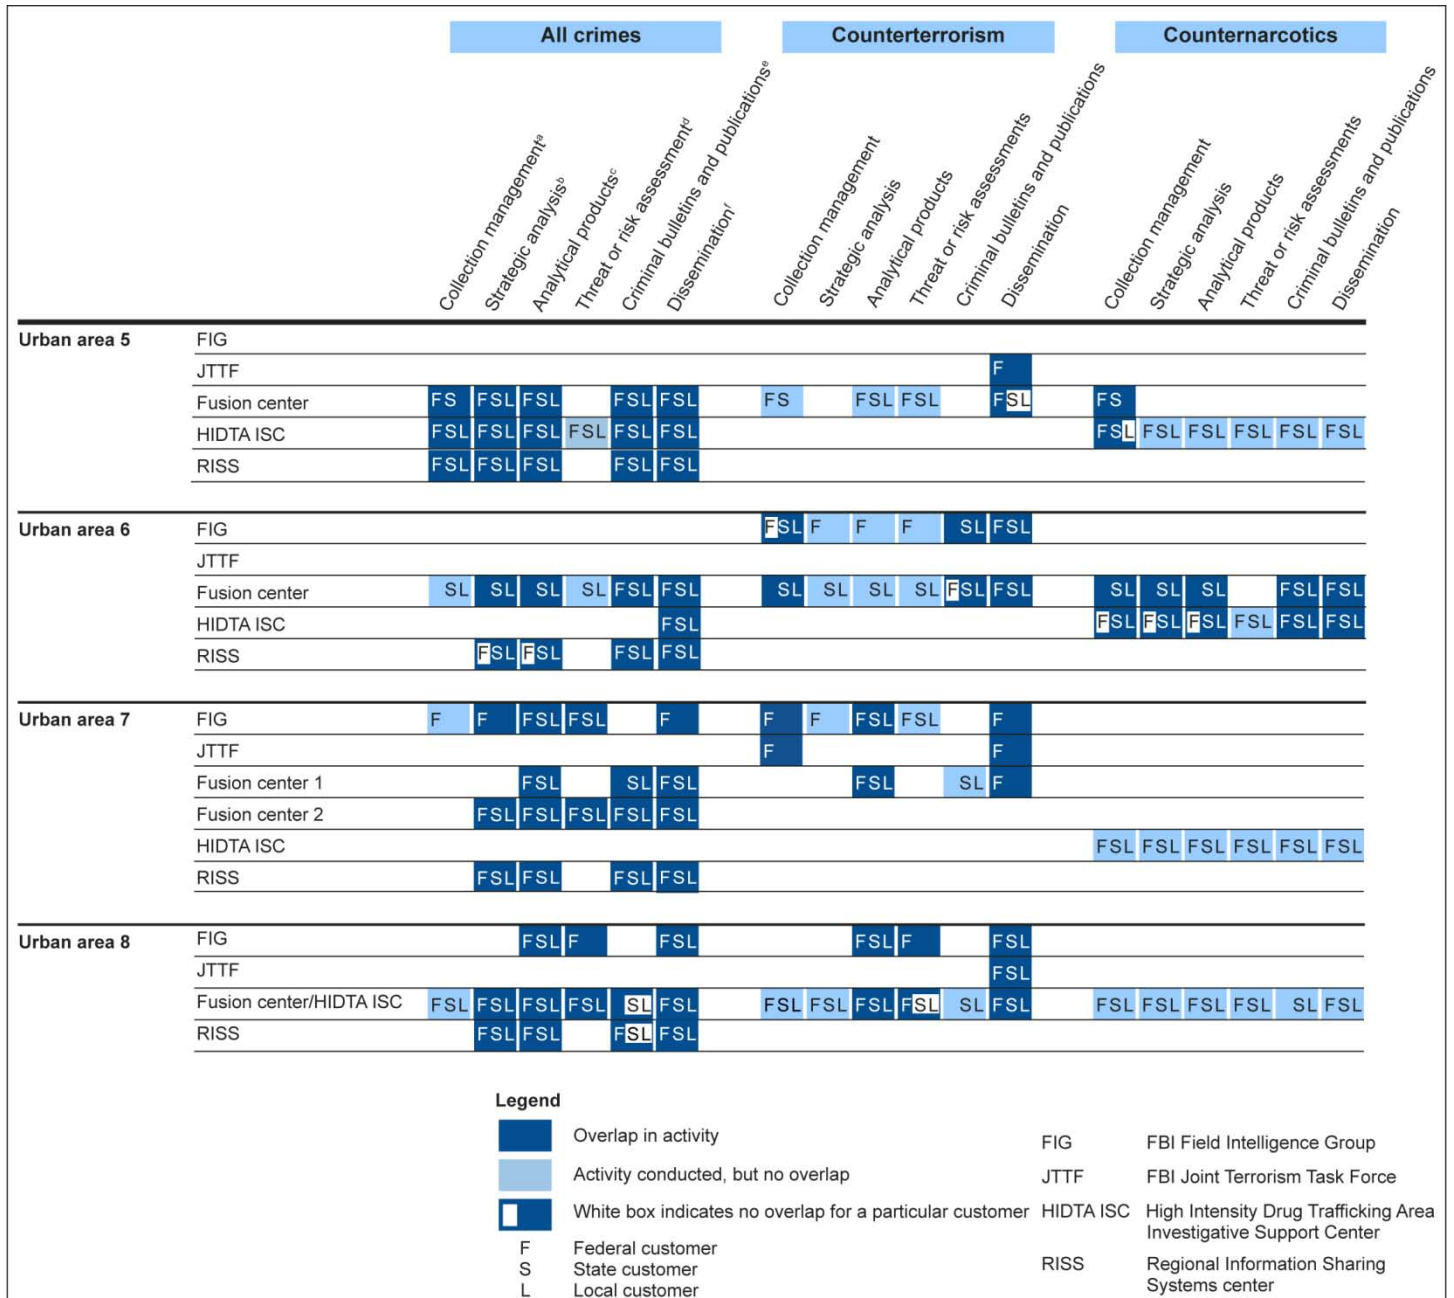 All crimes Counterterrorism Counternarcotics
Collection managementᵃ Strategic analysisᵇ Analytical productsᶜ Threat or risk assessmentᵈ Criminal bulletins and publicationsᵉ Disseminationᶠ Collection management Strategic analysis Analytical products Threat or risk assessments Criminal bulletins and publications Dissemination Collection management Strategic analysis Analytical products Threat or risk assessments Criminal bulletins and publications Dissemination
Urban area 5 FIG
JTTF F
Fusion center FS FSL FSL FSL FSL FS FSL FSL FSL FS
HIDTA ISC FSL FSL FSL FSL FSL FSL FSL FSL FSL FSL FSL FSL
RISS FSL FSL FSL FSL FSL
Urban area 6 FIG FSL F F F SL FSL
JTTF
Fusion center SL SL SL SL FSL FSL SL SL SL SL FSL FSL SL SL SL FSL FSL
HIDTA ISC FSL FSL FSL FSL FSL FSL FSL
RISS FSL FSL FSL FSL
Urban area 7 FIG F F FSL FSL F F F FSL FSL F
JTTF F F
Fusion center 1 FSL SL FSL FSL SL F
Fusion center 2 FSL FSL FSL FSL FSL
HIDTA ISC FSL FSL FSL FSL FSL FSL
RISS FSL FSL FSL FSL
Urban area 8 FIG FSL F FSL FSL F FSL
JTTF FSL
Fusion center/HIDTA ISC FSL FSL FSL FSL SL FSL FSL FSL FSL FSL SL FSL FSL FSL FSL FSL SL FSL
RISS FSL FSL FSL FSL
Legend
Overlap in activity
Activity conducted, but no overlap
White box indicates no overlap for a particular customer
F Federal customer
S State customer
L Local customer
FIG FBI Field Intelligence Group
JTTF FBI Joint Terrorism Task Force
HIDTA ISC High Intensity Drug Trafficking Area
Investigative Support Center
RISS Regional Information Sharing
Systems center